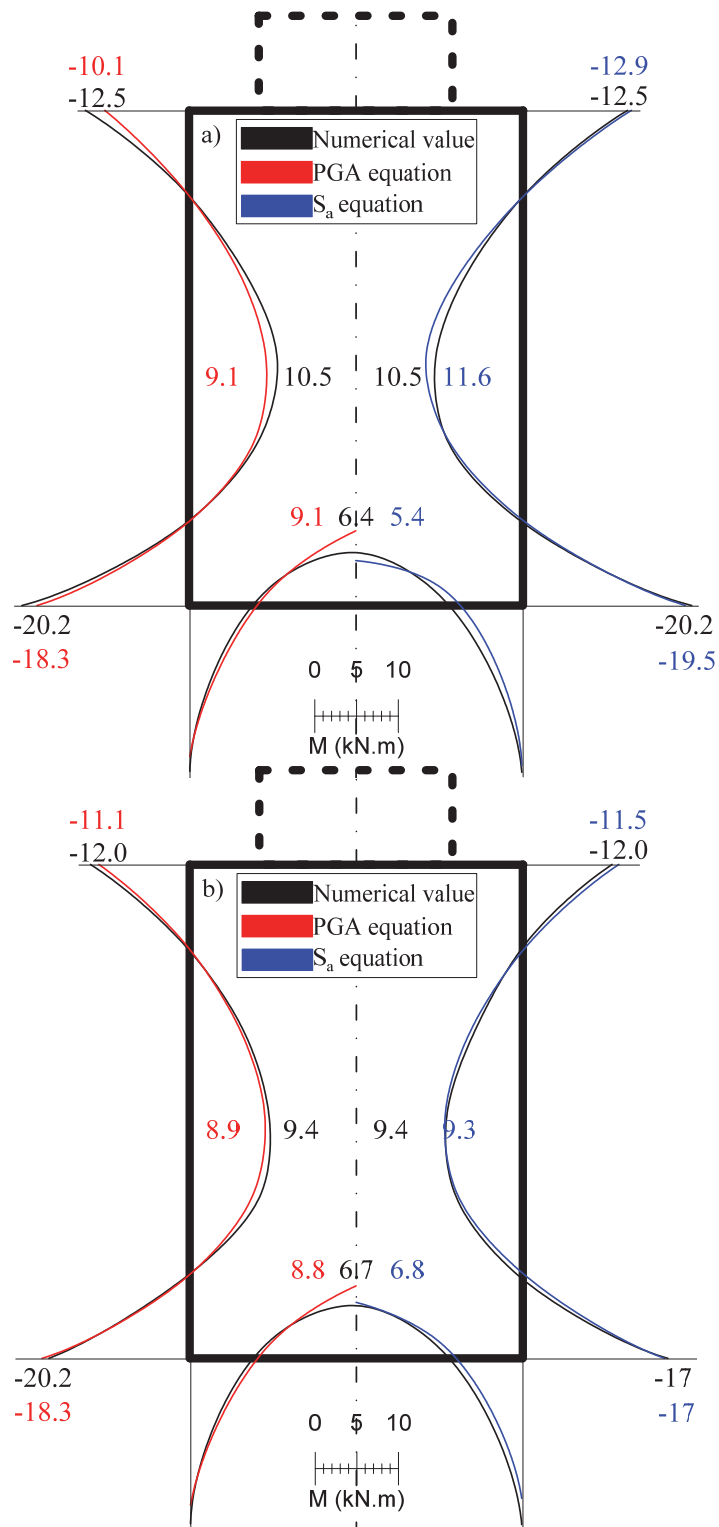 -10.1 -12.9
-12.5 -12.5
a)
Numerical value
PGA equation
Sₐ equation
9.1 10.5 10.5 11.6
9.1 6.4 5.4
-20.2 -20.2
-18.3 -19.5
0 5 10
M (kN.m)
-11.1 -11.5
-12.0 -12.0
b)
Numerical value
PGA equation
Sₐ equation
8.9 9.4 9.4 9.3
8.8 6.7 6.8
-20.2 -17
-18.3 -17
0 5 10
M (kN.m)